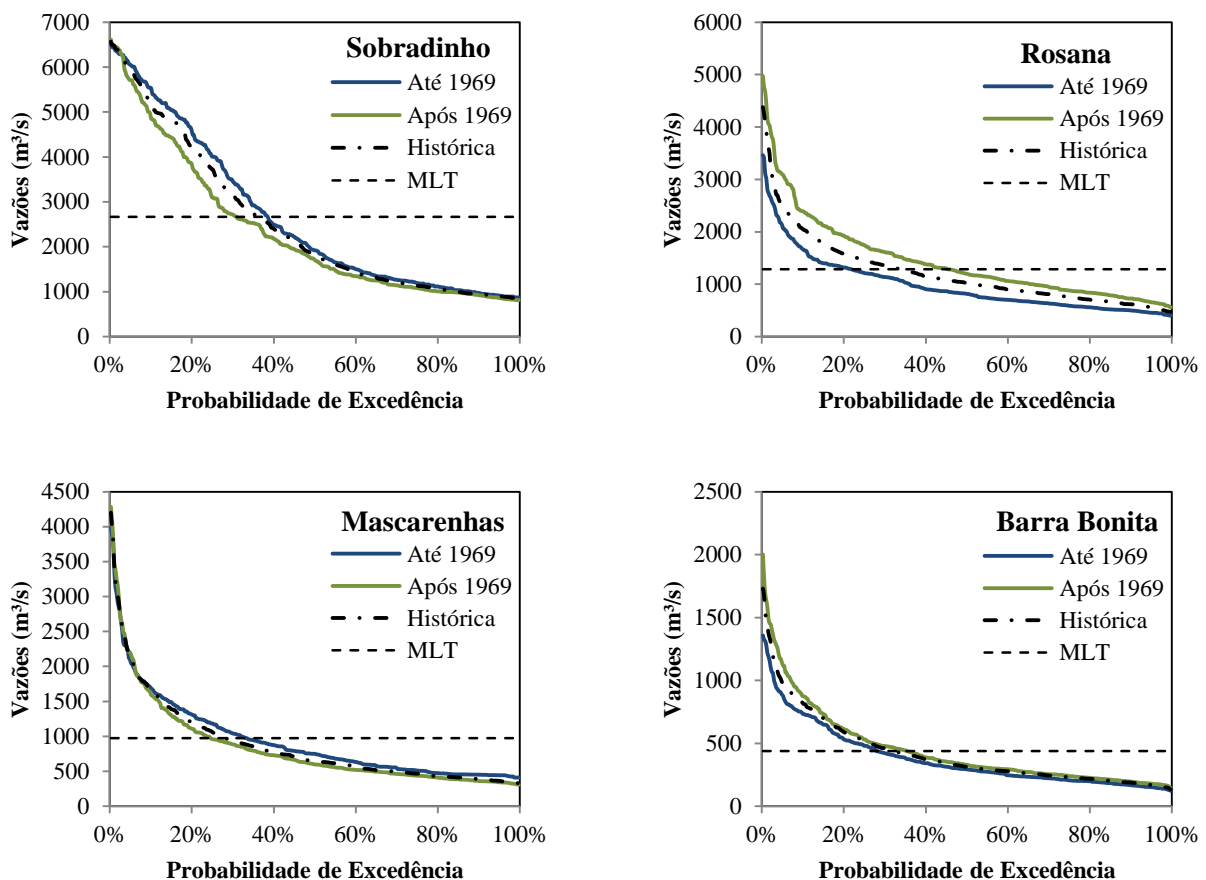 Sobradinho
Até 1969
Após 1969
Histórica
MLT
Vazões (m³/s)
7000
6000
5000
4000
3000
2000
1000
0
0% 20% 40% 60% 80% 100%
Probabilidade de Excedência
Rosana
Até 1969
Após 1969
Histórica
MLT
Vazões (m³/s)
6000
5000
4000
3000
2000
1000
0
0% 20% 40% 60% 80% 100%
Probabilidade de Excedência
Mascarenhas
Até 1969
Após 1969
Histórica
MLT
Vazões (m³/s)
4500
4000
3500
3000
2500
2000
1500
1000
500
0
0% 20% 40% 60% 80% 100%
Probabilidade de Excedência
Barra Bonita
Até 1969
Após 1969
Histórica
MLT
Vazões (m³/s)
2500
2000
1500
1000
500
0
0% 20% 40% 60% 80% 100%
Probabilidade de Excedência